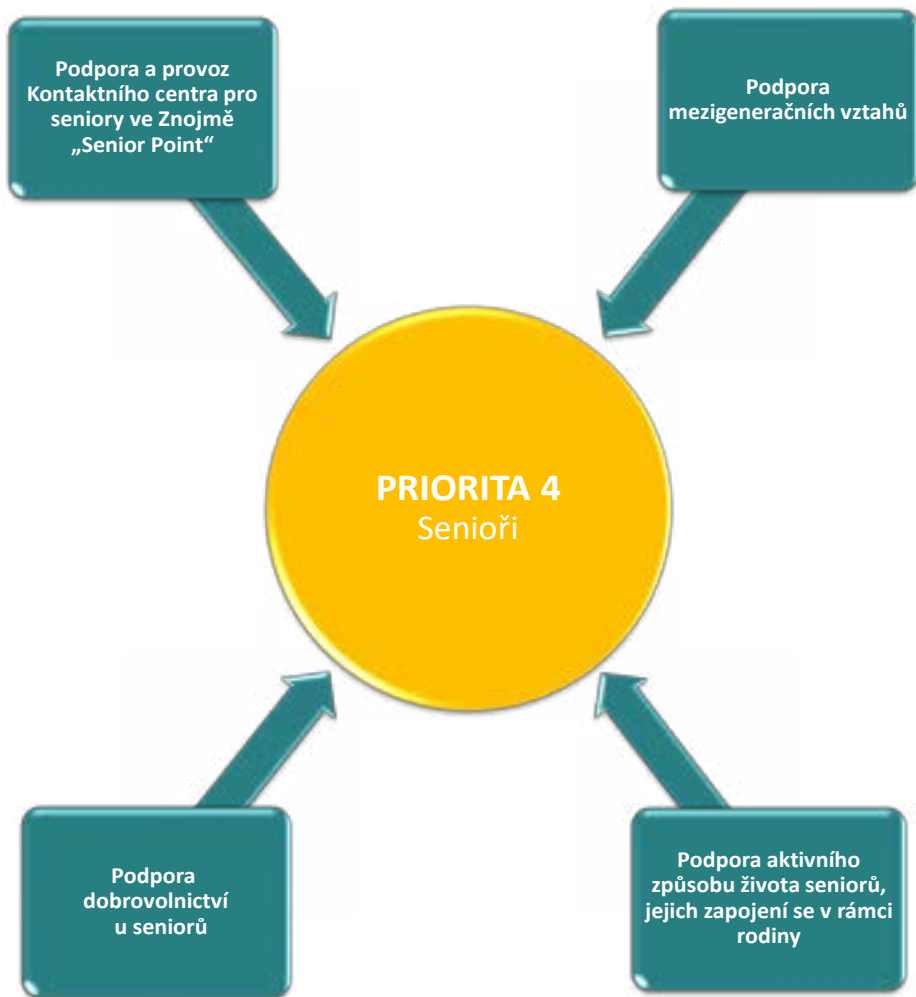 Podpora a provoz
Kontaktního centra pro
seniory ve Znojmě
„Senior Point“
Podpora
mezigeneračních vztahů
PRIORITA 4
Senioři
Podpora
dobrovolnictví
u seniorů
Podpora aktivního
způsobu života seniorů,
jejich zapojení se v rámci
rodiny